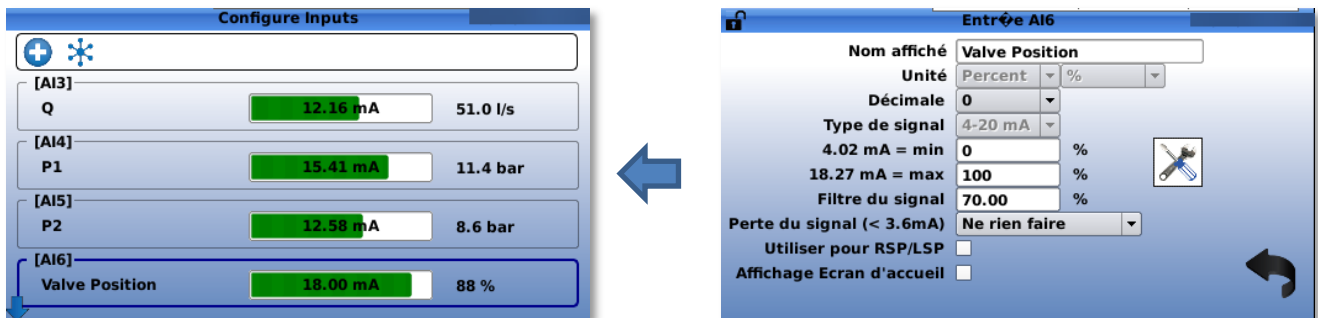 Configure Inputs
[AI3]
Q 12.16 mA 51.0 l/s
[AI4]
P1 15.41 mA 11.4 bar
[AI5]
P2 12.58 mA 8.6 bar
[AI6]
Valve Position 18.00 mA 88 %
Entr�e AI6
Nom affiché Valve Position
Unité Percent %
Décimale 0
Type de signal 4-20 mA
4.02 mA = min 0 %
18.27 mA = max 100 %
Filtre du signal 70.00 %
Perte du signal (< 3.6mA) Ne rien faire
Utiliser pour RSP/LSP
Affichage Ecran d'accueil